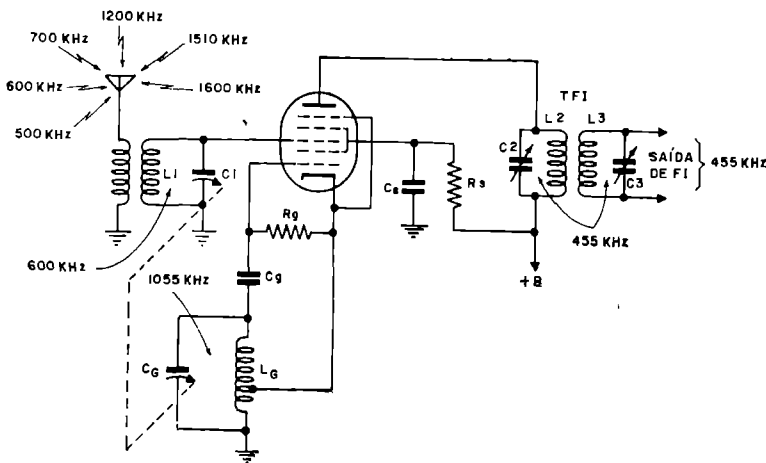 1200 KHz
700 KHz
1510 KHz
600 KHz
1600 KHz
500 KHz
L1
C1
600 KHz
1055 KHz
Rg
Cg
CG
LG
Cs
Rs
+B
TFI
L2
L3
C2
C3
455 KHz
SAÍDA
DE FI
455 KHz